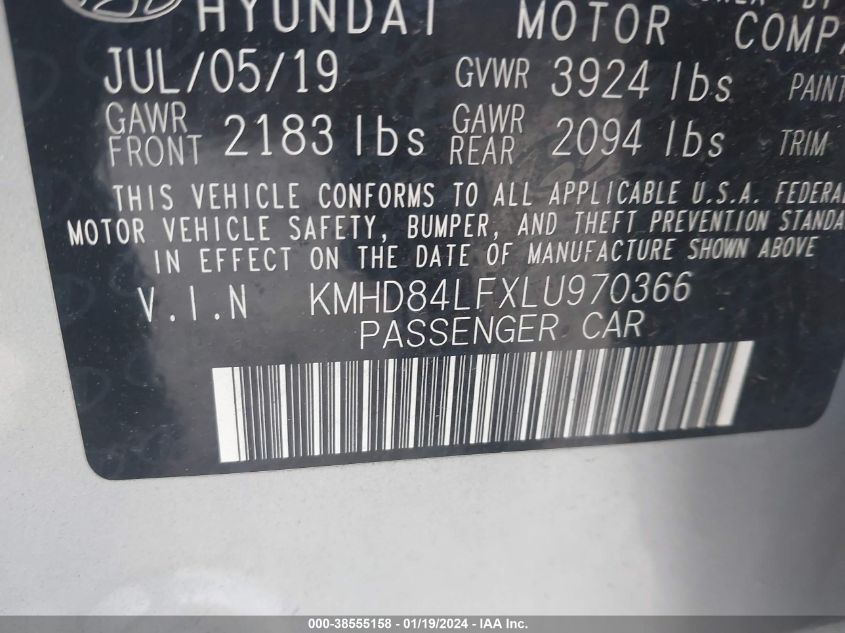 HYUNDAI MOTOR COMPA
JUL/05/19 GVWR 3924 lbs PAINT
GAWR FRONT 2183 lbs GAWR REAR 2094 lbs TRIM
THIS VEHICLE CONFORMS TO ALL APPLICABLE U.S.A. FEDERAL
MOTOR VEHICLE SAFETY, BUMPER, AND THEFT PREVENTION STANDA
IN EFFECT ON THE DATE OF MANUFACTURE SHOWN ABOVE
V.I.N KMHD84LFXLU970366
PASSENGER CAR
000-38555158 - 01/19/2024 - IAA Inc.